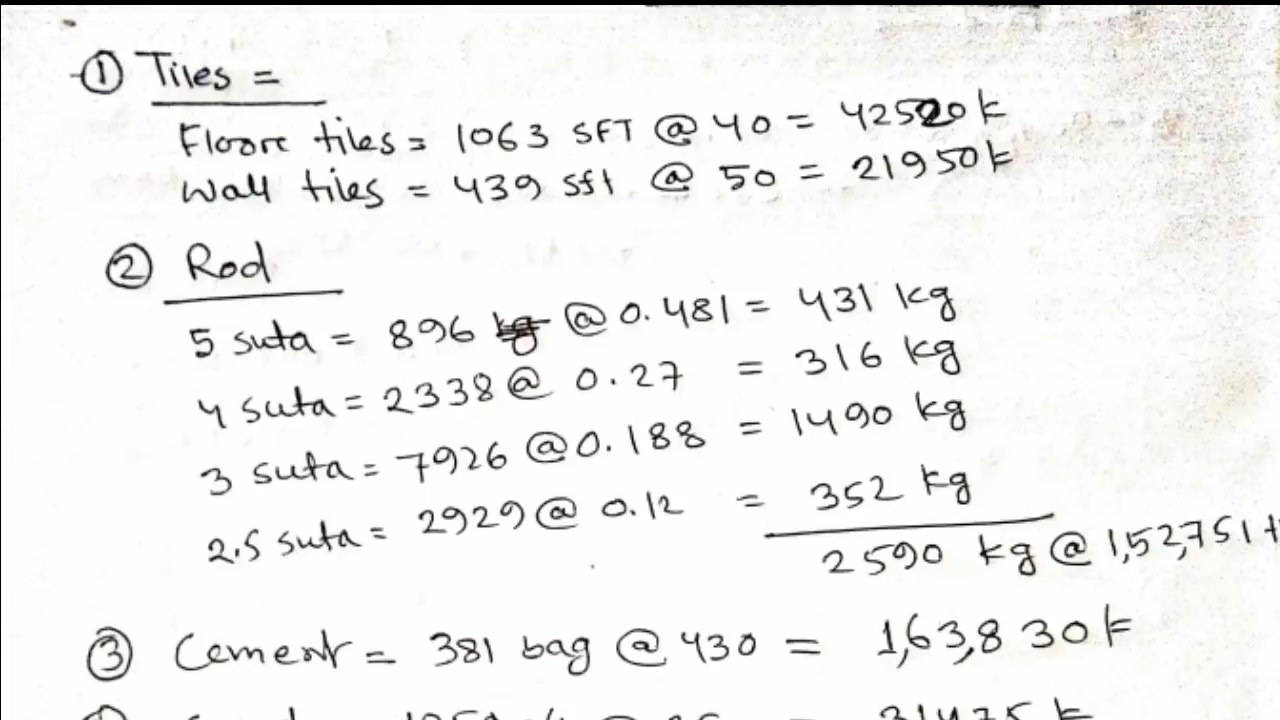 ① Tiles =
Floore tiles = 1063 SFT @ 40 = 42520 k
Wall tiles = 439 sft @ 50 = 21950 k
② Rod
5 suta = 896 @ 0.481 = 431 kg
4 suta = 2338 @ 0.27 = 316 kg
3 suta = 7926 @ 0.188 = 1490 kg
2.5 suta = 2929 @ 0.12 = 352 kg
2590 kg @ 1,52,751
③ Cement = 381 bag @ 430 = 1,63,830 k